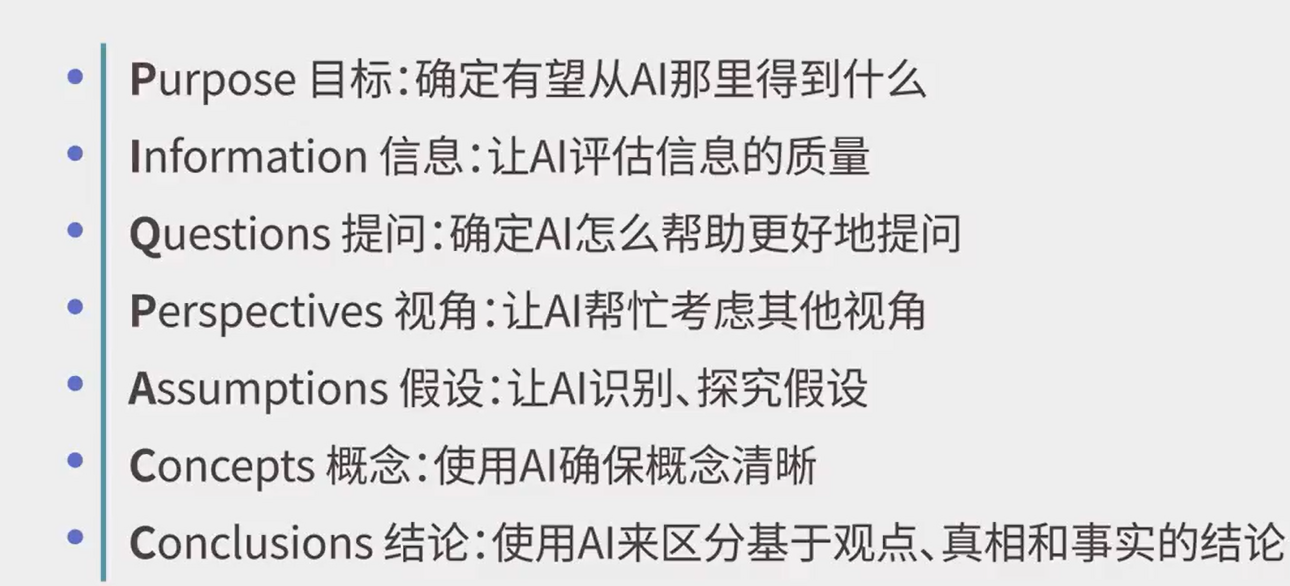 Purpose 目标：确定有望从AI那里得到什么
Information 信息：让AI评估信息的质量
Questions 提问：确定AI怎么帮助更好地提问
Perspectives 视角：让AI帮忙考虑其他视角
Assumptions 假设：让AI识别、探究假设
Concepts 概念：使用AI确保概念清晰
Conclusions 结论：使用AI来区分基于观点、真相和事实的结论